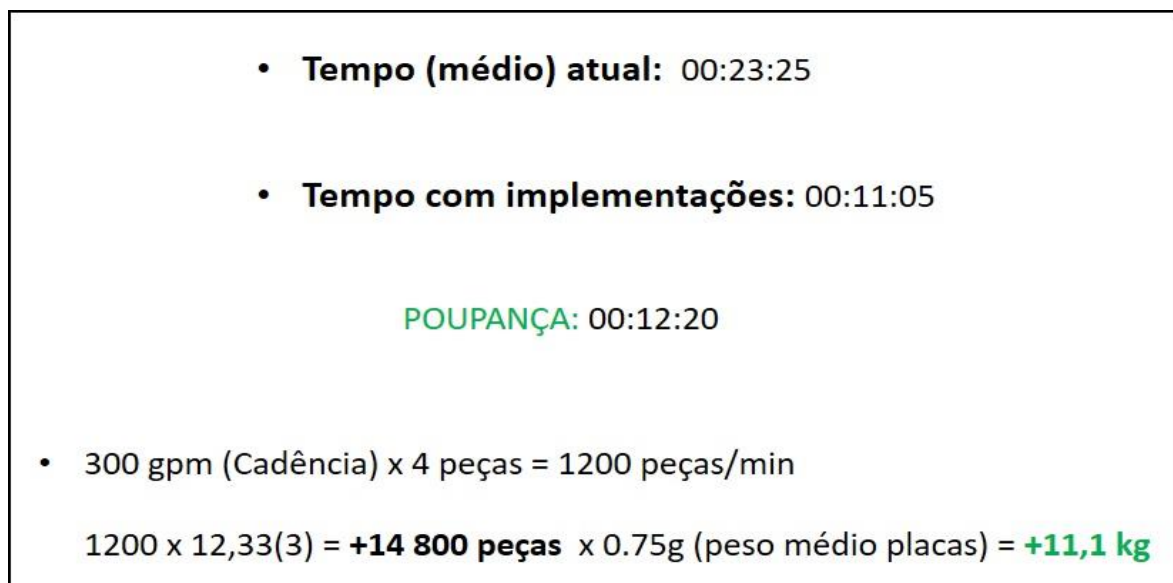 • Tempo (médio) atual: 00:23:25
• Tempo com implementações: 00:11:05
POUPANÇA: 00:12:20
• 300 gpm (Cadência) x 4 peças = 1200 peças/min
1200 x 12,33(3) = +14 800 peças x 0.75g (peso médio placas) = +11,1 kg